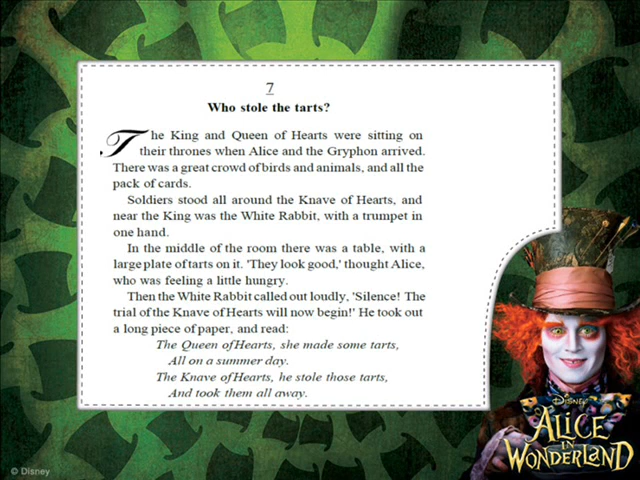 7
Who stole the tarts?
The King and Queen of Hearts were sitting on
their thrones when Alice and the Gryphon arrived.
There was a great crowd of birds and animals, and all the
pack of cards.
Soldiers stood all around the Knave of Hearts, and
near the King was the White Rabbit, with a trumpet in
one hand.
In the middle of the room there was a table, with a
large plate of tarts on it. 'They look good,' thought Alice,
who was feeling a little hungry.
Then the White Rabbit called out loudly, 'Silence! The
trial of the Knave of Hearts will now begin!' He took out
a long piece of paper, and read:
The Queen of Hearts, she made some tarts,
All on a summer day.
The Knave of Hearts, he stole those tarts,
And took them all away.
DISNEY
ALICE
IN
WONDERLAND
© Disney